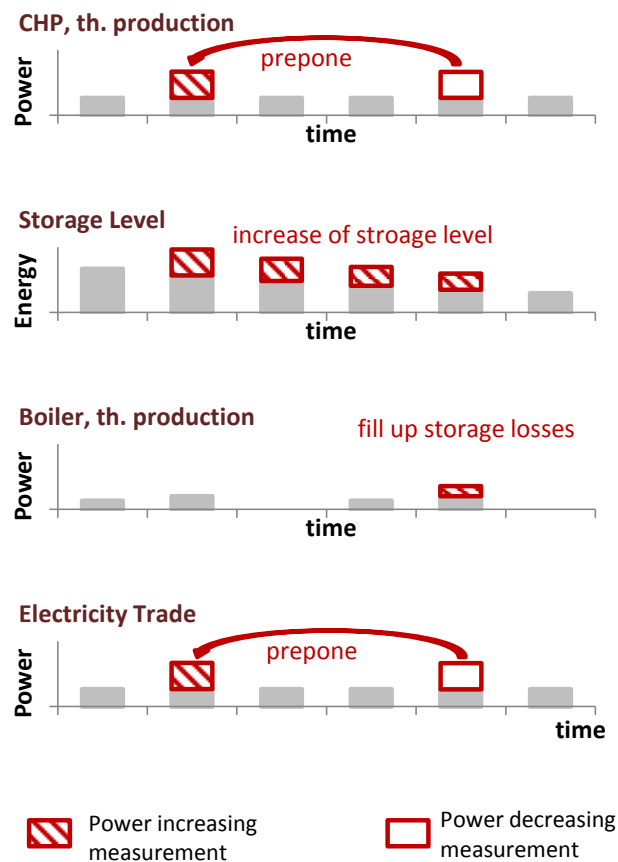 CHP, th. production
prepone
Power
time
Storage Level
increase of stroage level
Energy
time
Boiler, th. production
fill up storage losses
Power
time
Electricity Trade
prepone
Power
time
Power increasing
measurement
Power decreasing
measurement